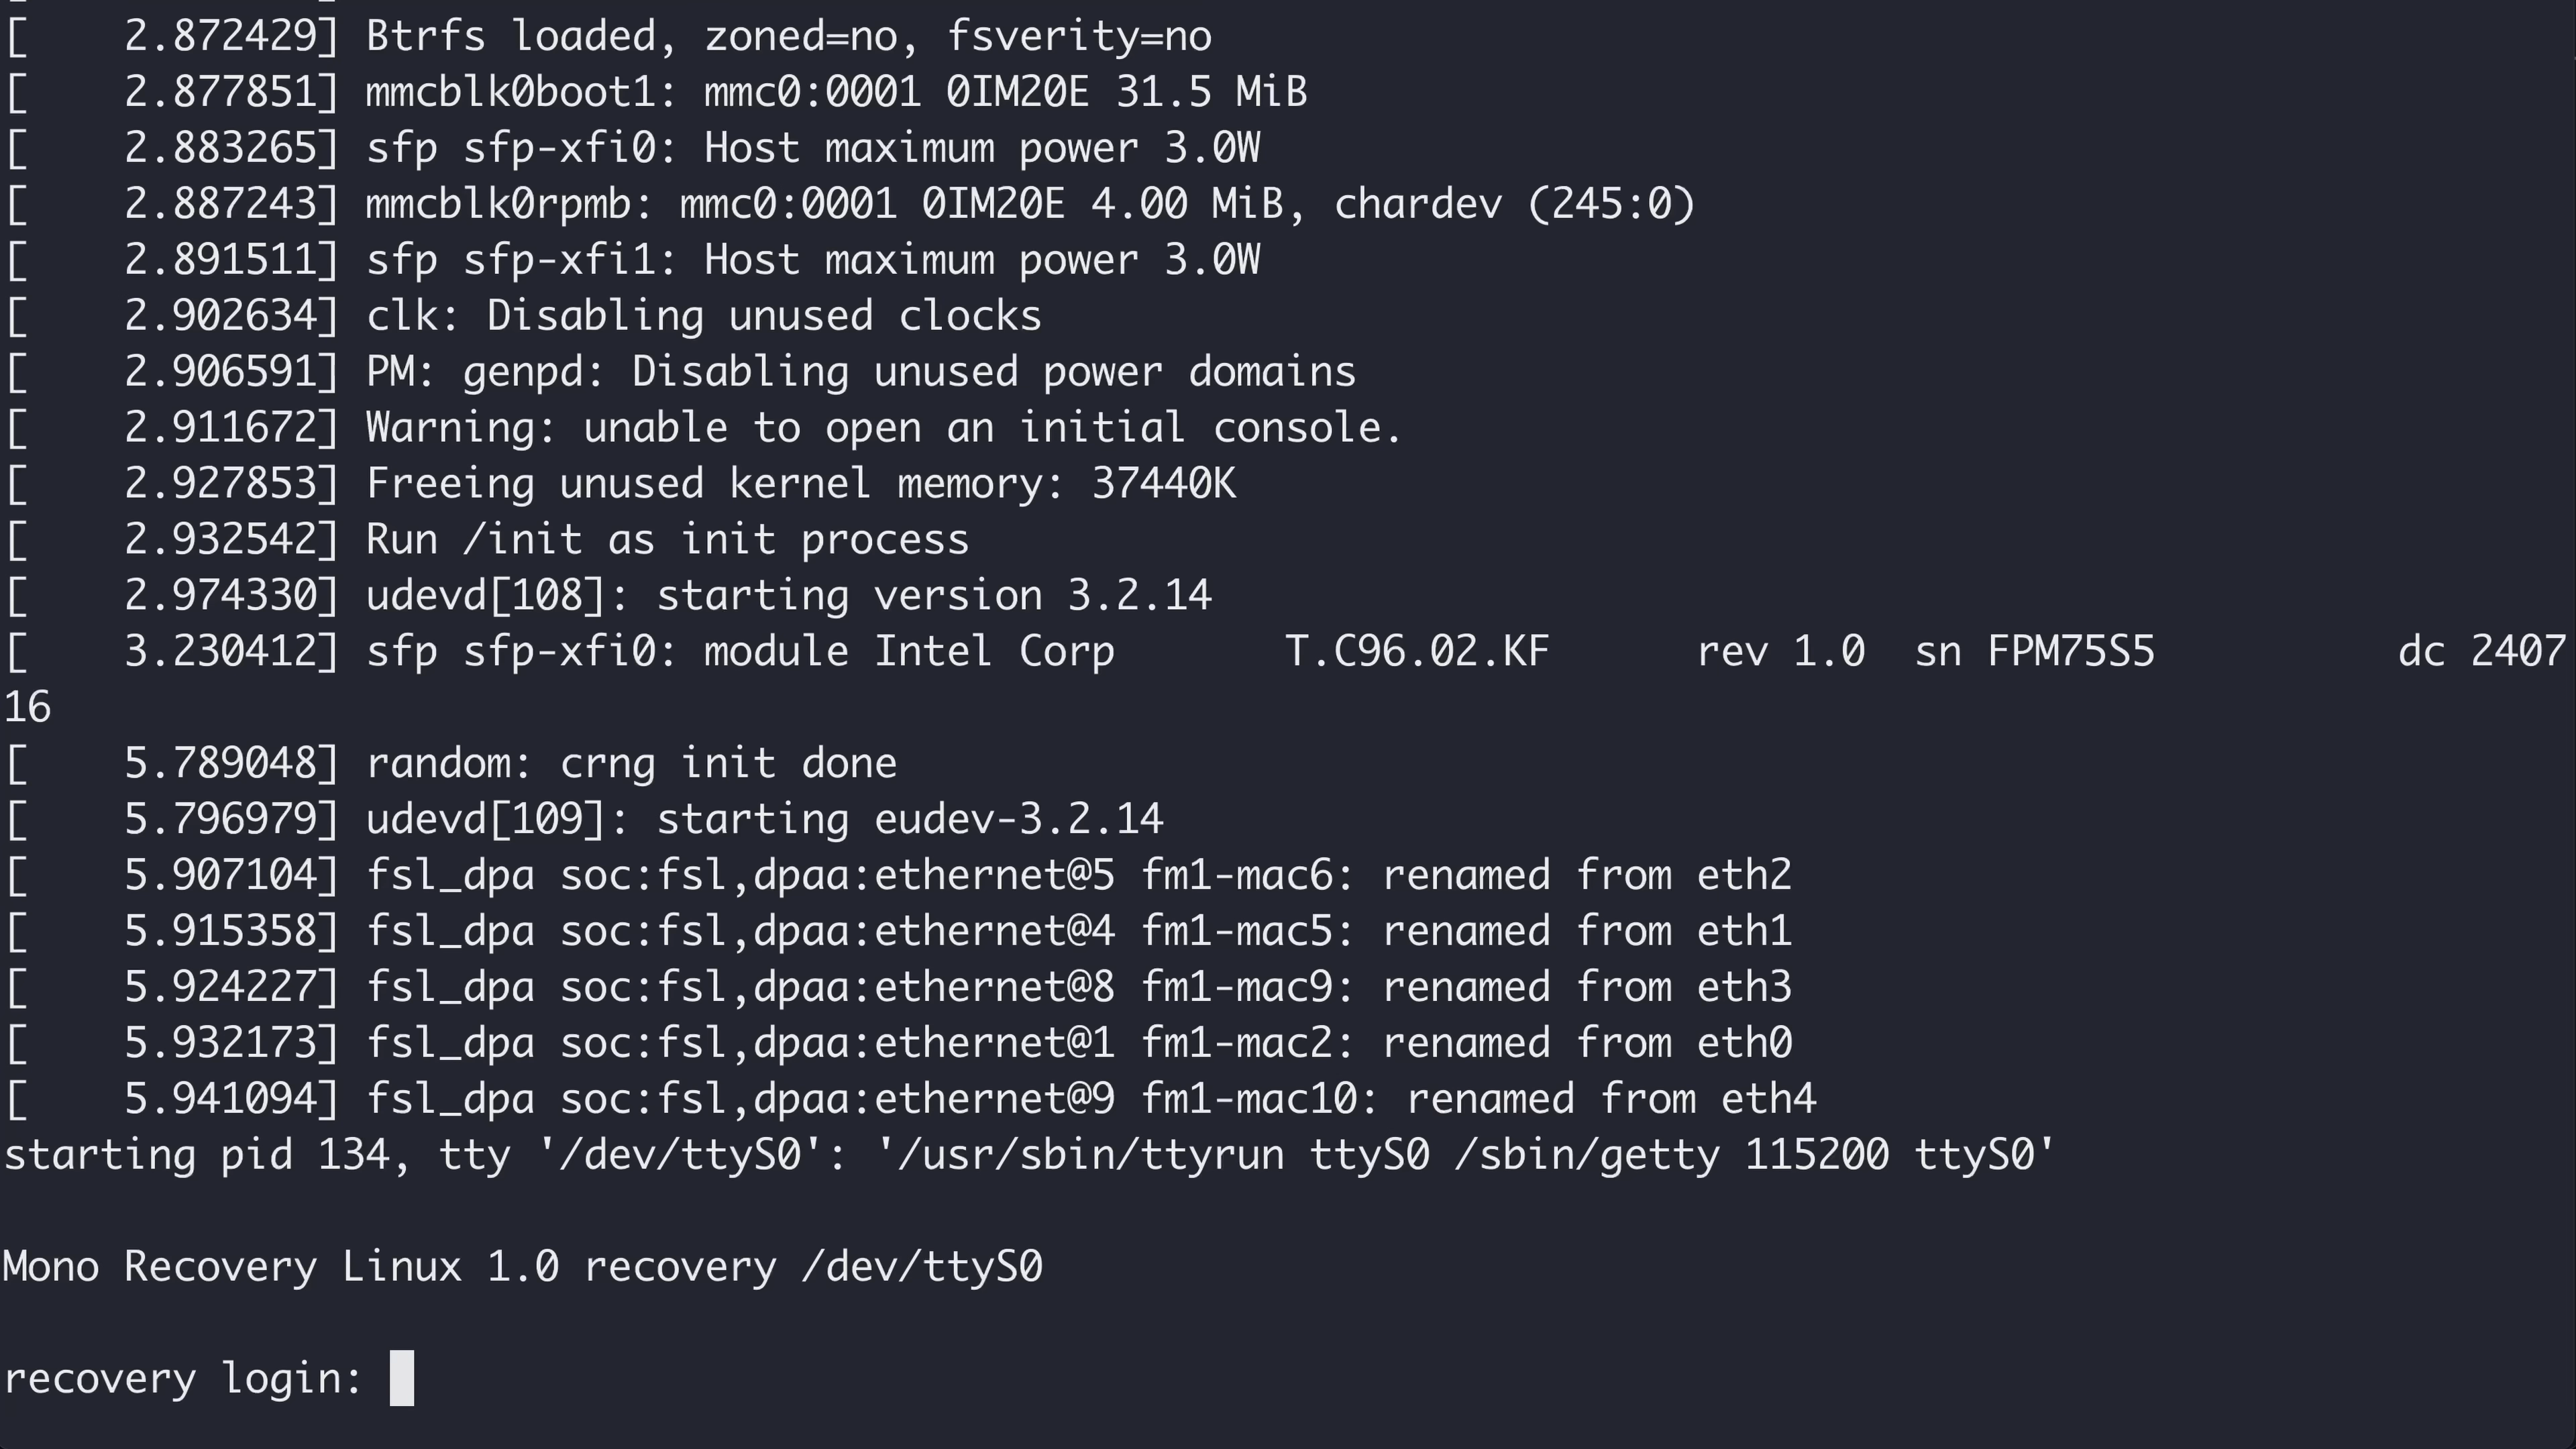 [    2.872429] Btrfs loaded, zoned=no, fsverity=no
[    2.877851] mmcblk0boot1: mmc0:0001 0IM20E 31.5 MiB
[    2.883265] sfp sfp-xfi0: Host maximum power 3.0W
[    2.887243] mmcblk0rpmb: mmc0:0001 0IM20E 4.00 MiB, chardev (245:0)
[    2.891511] sfp sfp-xfi1: Host maximum power 3.0W
[    2.902634] clk: Disabling unused clocks
[    2.906591] PM: genpd: Disabling unused power domains
[    2.911672] Warning: unable to open an initial console.
[    2.927853] Freeing unused kernel memory: 37440K
[    2.932542] Run /init as init process
[    2.974330] udevd[108]: starting version 3.2.14
[    3.230412] sfp sfp-xfi0: module Intel Corp       T.C96.02.KF      rev 1.0  sn FPM75S5          dc 2407
16
[    5.789048] random: crng init done
[    5.796979] udevd[109]: starting eudev-3.2.14
[    5.907104] fsl_dpa soc:fsl,dpaa:ethernet@5 fm1-mac6: renamed from eth2
[    5.915358] fsl_dpa soc:fsl,dpaa:ethernet@4 fm1-mac5: renamed from eth1
[    5.924227] fsl_dpa soc:fsl,dpaa:ethernet@8 fm1-mac9: renamed from eth3
[    5.932173] fsl_dpa soc:fsl,dpaa:ethernet@1 fm1-mac2: renamed from eth0
[    5.941094] fsl_dpa soc:fsl,dpaa:ethernet@9 fm1-mac10: renamed from eth4
starting pid 134, tty '/dev/ttyS0': '/usr/sbin/ttyrun ttyS0 /sbin/getty 115200 ttyS0'
Mono Recovery Linux 1.0 recovery /dev/ttyS0
recovery login: